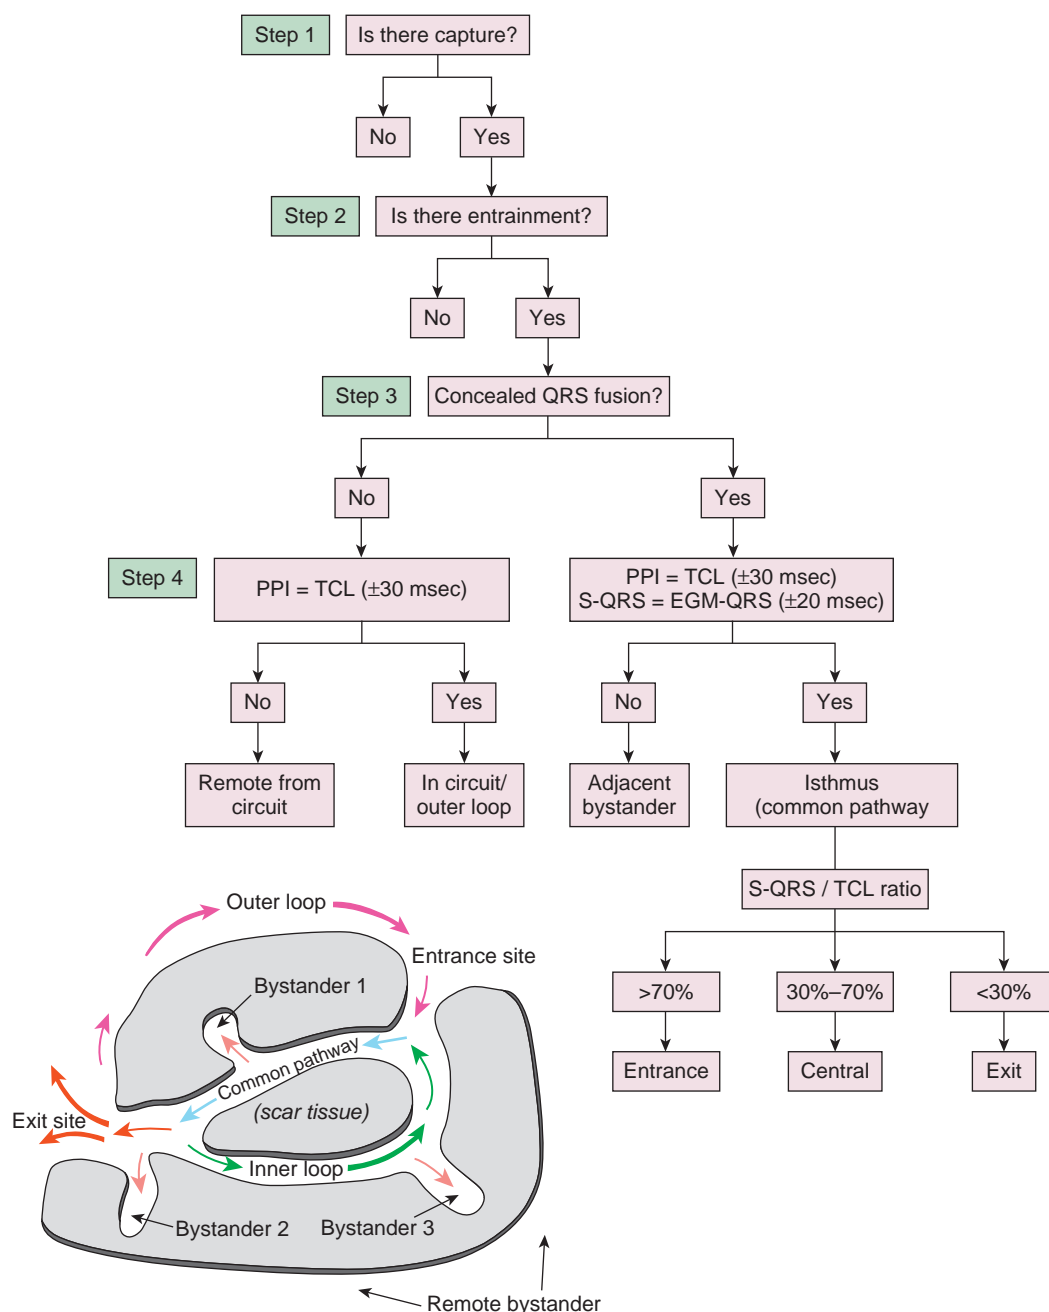 Step 1
Is there capture?
No
Yes
Step 2
Is there entrainment?
No
Yes
Step 3
Concealed QRS fusion?
No
Yes
Step 4
PPI = TCL (±30 msec)
PPI = TCL (±30 msec)
S-QRS = EGM-QRS (±20 msec)
No
Yes
No
Yes
Remote from
circuit
In circuit/
outer loop
Adjacent
bystander
Isthmus
(common pathway
S-QRS / TCL ratio
>70%
30%–70%
<30%
Entrance
Central
Exit
Outer loop
Entrance site
Bystander 1
Common pathway
(scar tissue)
Exit site
Inner loop
Bystander 2
Bystander 3
Remote bystander